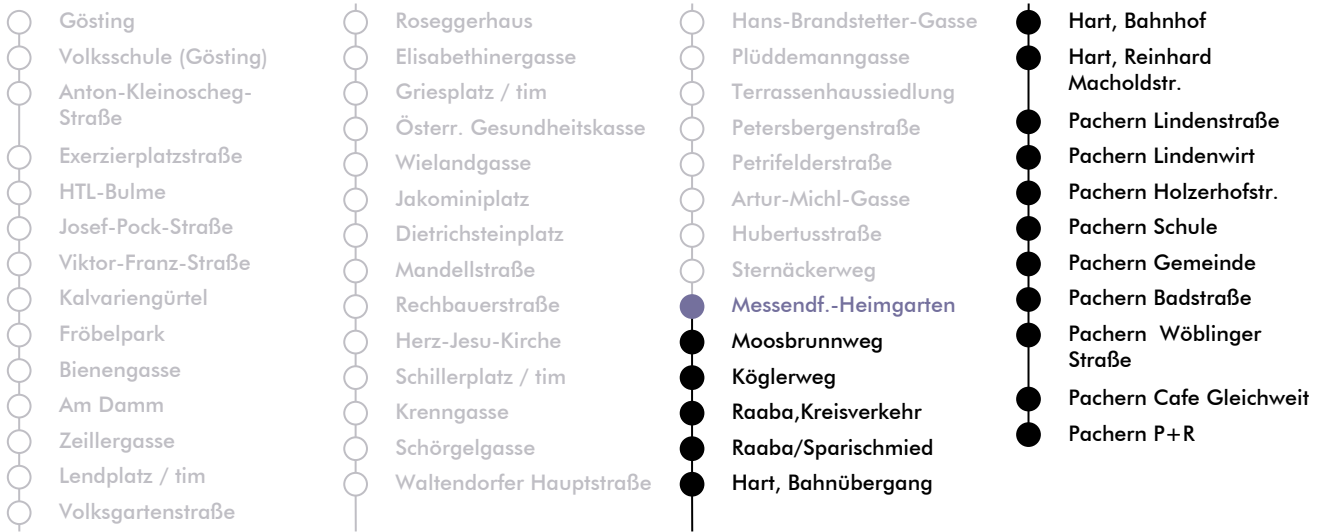 Gösting
Volksschule (Gösting)
Anton-Kleinoscheg-
Straße
Exerzierplatzstraße
HTL-Bulme
Josef-Pock-Straße
Viktor-Franz-Straße
Kalvariengürtel
Fröbelpark
Bienengasse
Am Damm
Zeillergasse
Lendplatz / tim
Volksgartenstraße
Roseggerhaus
Elisabethinergasse
Griesplatz / tim
Österr. Gesundheitskasse
Wielandgasse
Jakominiplatz
Dietrichsteinplatz
Mandellstraße
Rechbauerstraße
Herz-Jesu-Kirche
Schillerplatz / tim
Krenngasse
Schörgelgasse
Waltendorfer Hauptstraße
Hans-Brandstetter-Gasse
Plüddemanngasse
Terrassenhaussiedlung
Petersbergenstraße
Petrifelderstraße
Artur-Michl-Gasse
Hubertusstraße
Sternäckerweg
Messendf.-Heimgarten
Moosbrunnweg
Köglerweg
Raaba,Kreisverkehr
Raaba/Sparischmied
Hart, Bahnübergang
Hart, Bahnhof
Hart, Reinhard
Macholdstr.
Pachern Lindenstraße
Pachern Lindenwirt
Pachern Holzerhofstr.
Pachern Schule
Pachern Gemeinde
Pachern Badstraße
Pachern  Wöblinger
Straße
Pachern Cafe Gleichweit
Pachern P+R